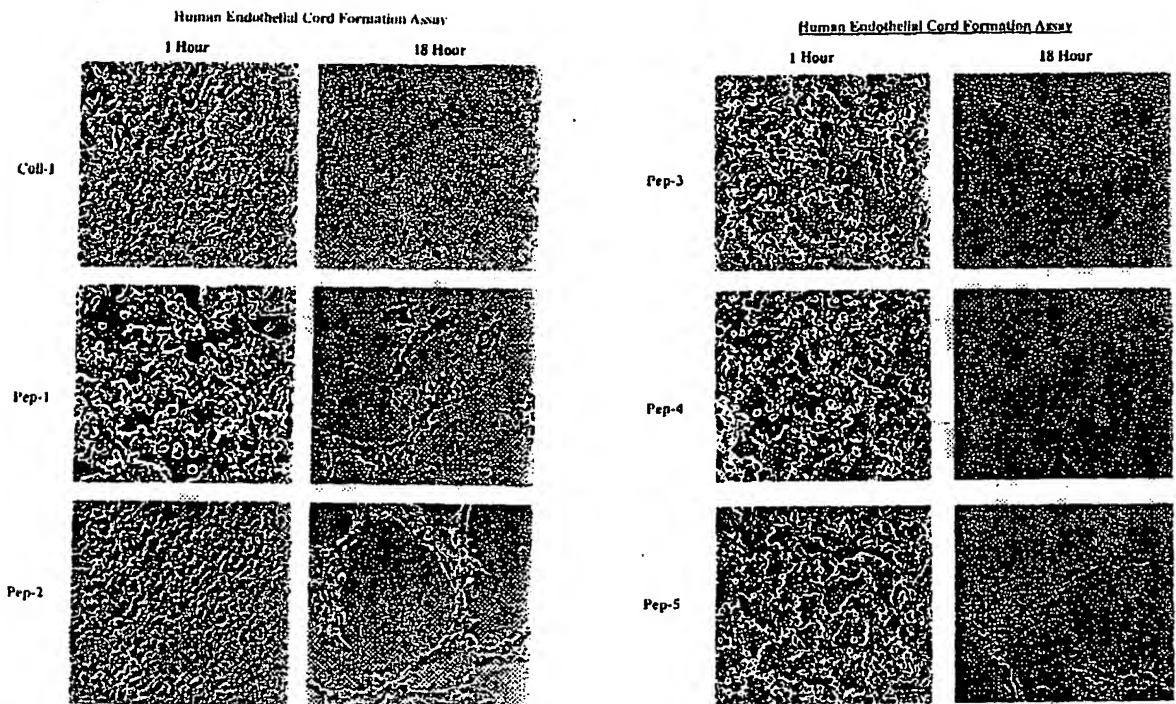 Human Endothelial Cord Formation Assay
1 Hour
18 Hour
Coll-1
Pep-1
Pep-2
Human Endothelial Cord Formation Assay
1 Hour
18 Hour
Pep-3
Pep-4
Pep-5